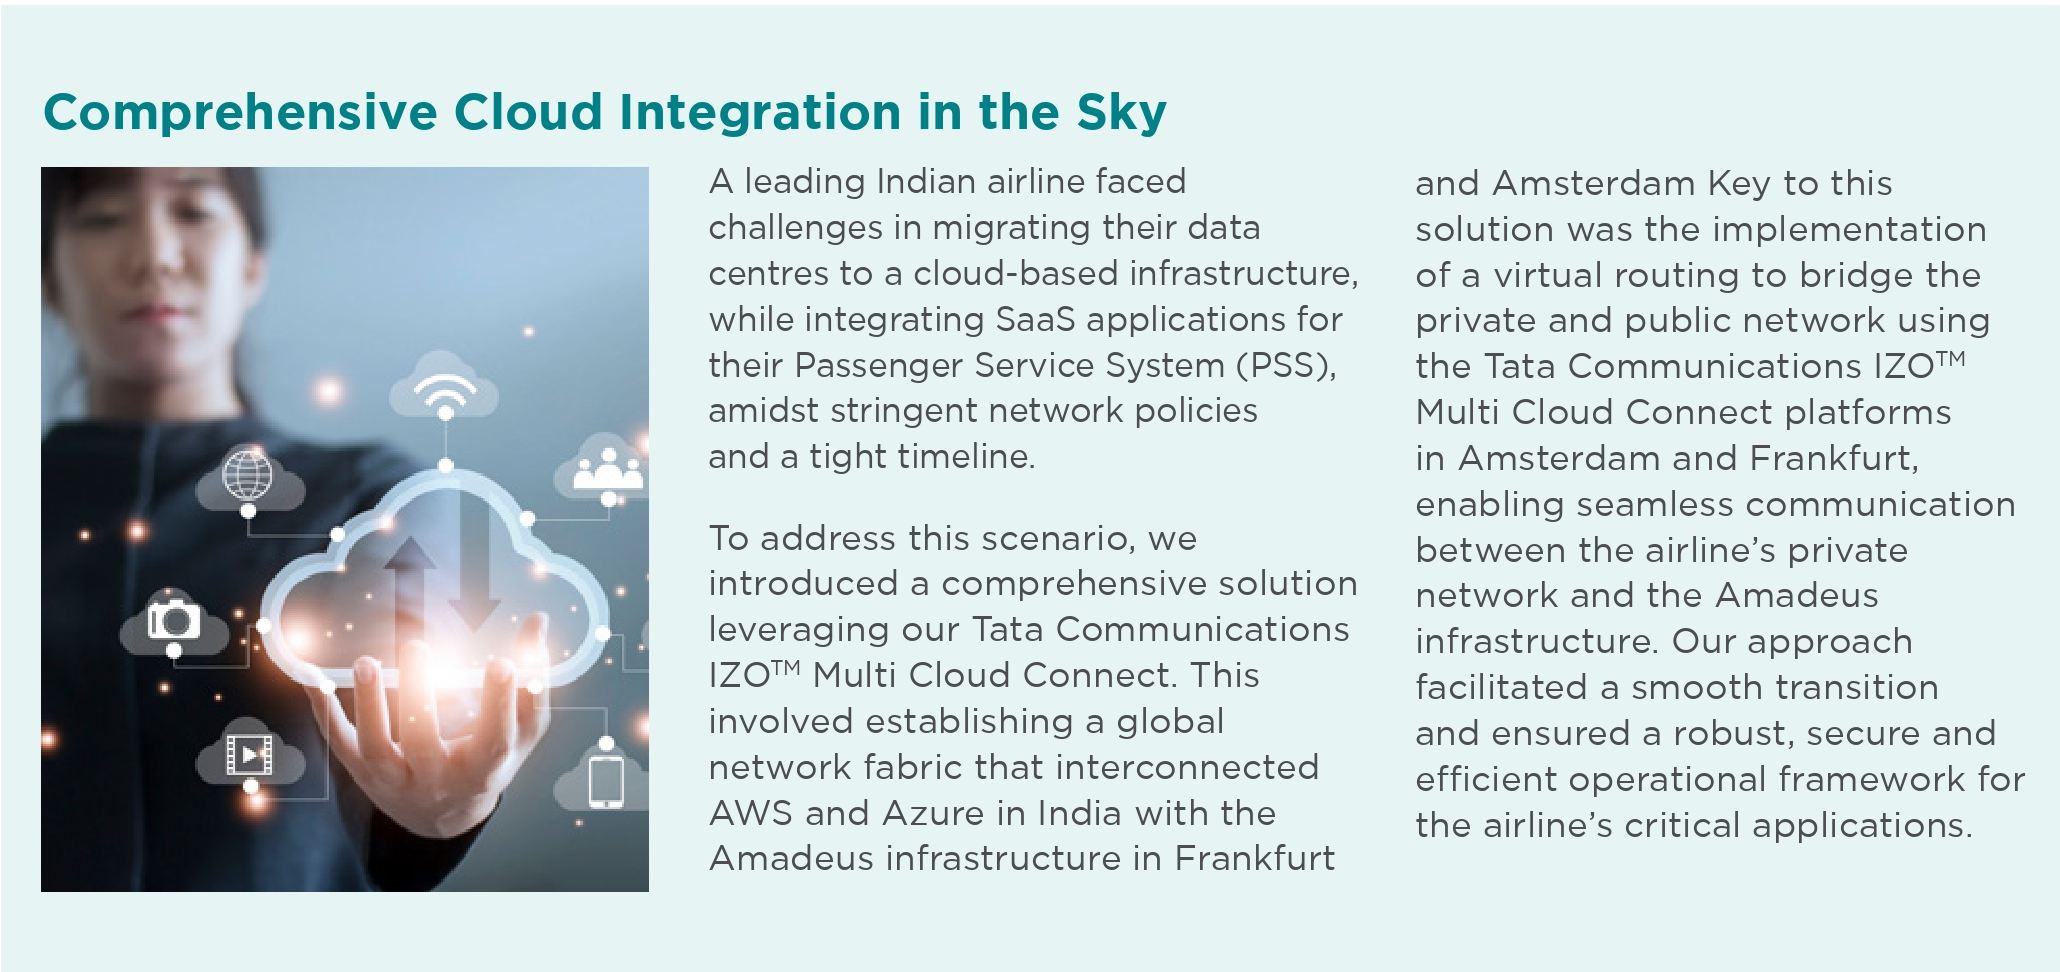 Comprehensive Cloud Integration in the Sky
A leading Indian airline faced
challenges in migrating their data
centres to a cloud-based infrastructure,
while integrating SaaS applications for
their Passenger Service System (PSS),
amidst stringent network policies
and a tight timeline.
To address this scenario, we
introduced a comprehensive solution
leveraging our Tata Communications
IZO™ Multi Cloud Connect. This
involved establishing a global
network fabric that interconnected
AWS and Azure in India with the
Amadeus infrastructure in Frankfurt
and Amsterdam Key to this
solution was the implementation
of a virtual routing to bridge the
private and public network using
the Tata Communications IZO™
Multi Cloud Connect platforms
in Amsterdam and Frankfurt,
enabling seamless communication
between the airline’s private
network and the Amadeus
infrastructure. Our approach
facilitated a smooth transition
and ensured a robust, secure and
efficient operational framework for
the airline’s critical applications.